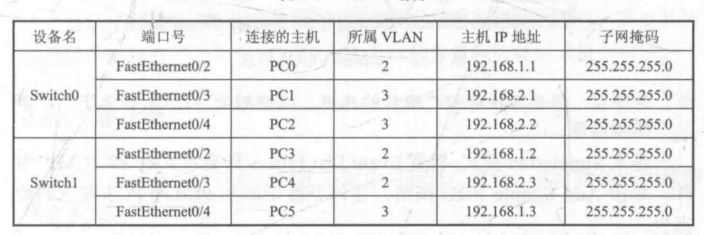 设备名 端口号 连接的主机 所属 VLAN 主机 IP 地址 子网掩码
Switch0 FastEthernet0/2 PC0 2 192.168.1.1 255.255.255.0
FastEthernet0/3 PC1 3 192.168.2.1 255.255.255.0
FastEthernet0/4 PC2 3 192.168.2.2 255.255.255.0
Switch1 FastEthernet0/2 PC3 2 192.168.1.2 255.255.255.0
FastEthernet0/3 PC4 2 192.168.2.3 255.255.255.0
FastEthernet0/4 PC5 3 192.168.1.3 255.255.255.0